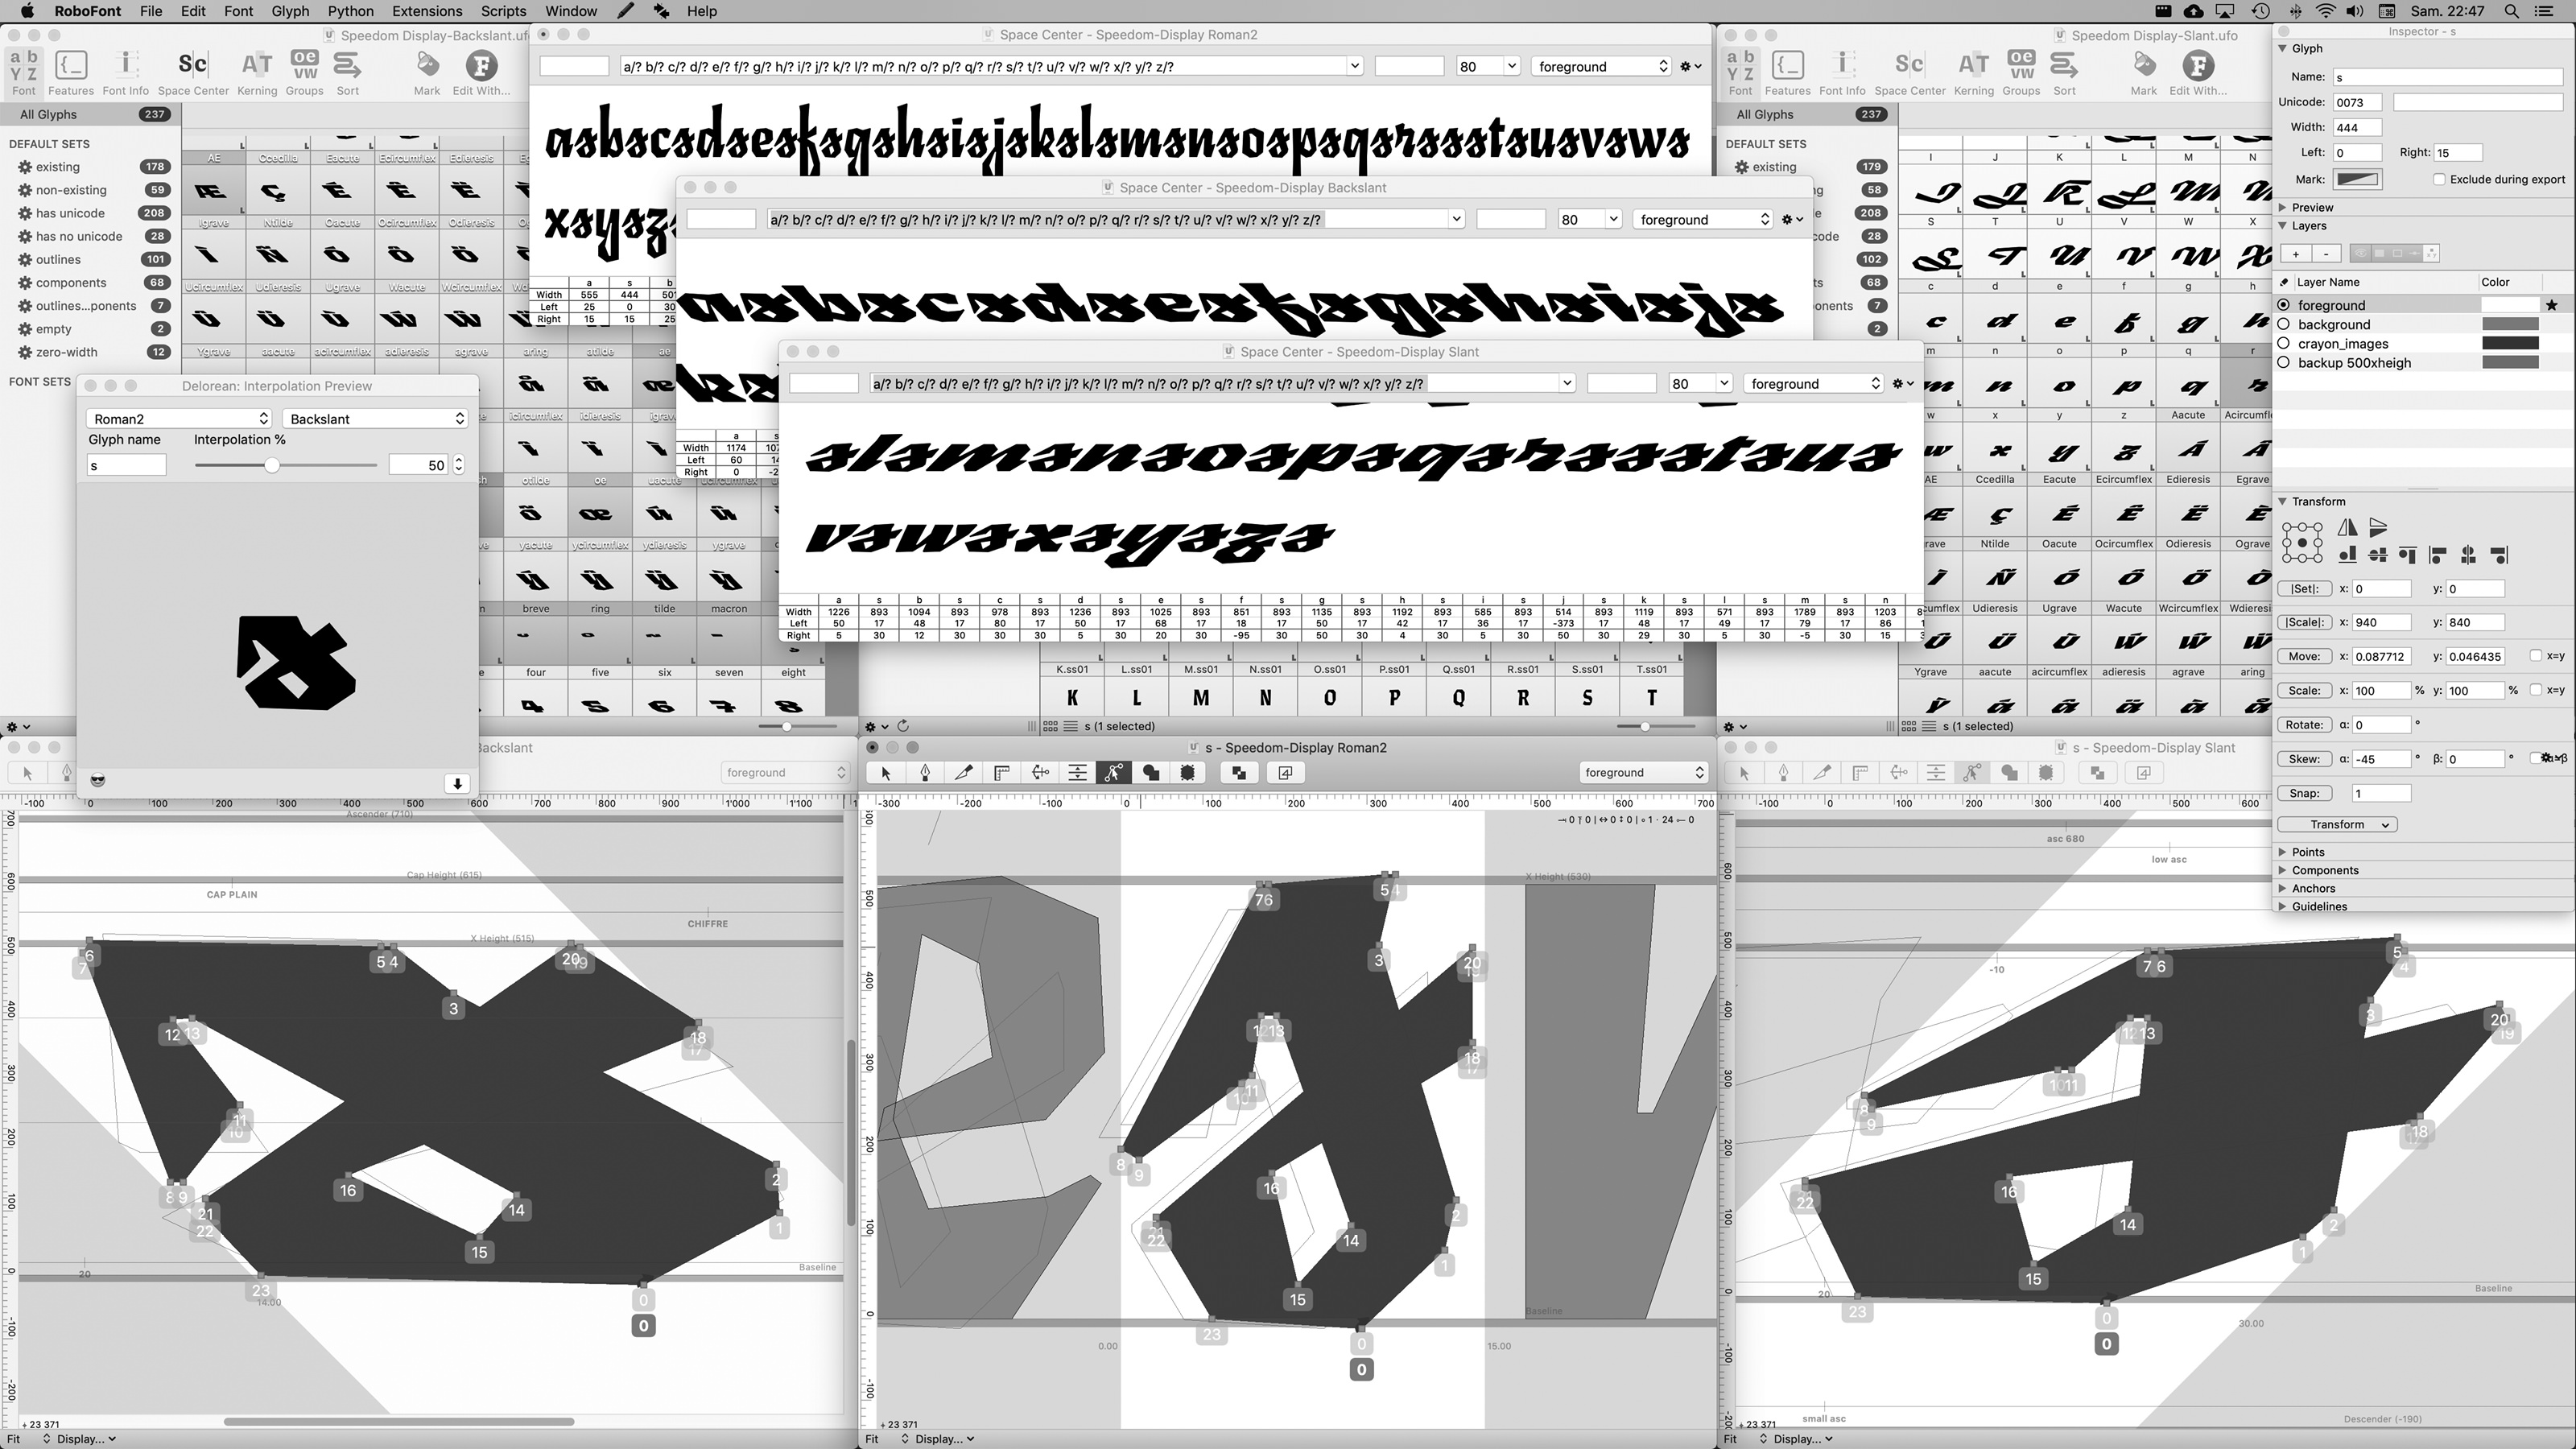 RoboFont File Edit Font Glyph Python Extensions Scripts Window Help Sam. 22:47
Speedom Display-Backslant.uf
Font Features Font Info Space Center Kerning Groups Sort Mark Edit With...
All Glyphs 237
DEFAULT SETS
existing 178
non-existing 59
has unicode 208
has no unicode 28
outlines 101
components 68
outlines...ponents 7
empty 2
zero-width 12
FONT SETS
AE Ccedilla Eacute Ecircumflex Edieresis
Igrave Ntilde Oacute Ocircumflex Odieresis
Ucircumflex Udieresis Ugrave Wacute Wcircumflex
Ygrave aacute acircumflex adieresis agrave aring atilde ae
icircumflex idieresis
otilde oe uacute ucircumflex
yacute ycircumflex ydieresis ygrave
breve ring tilde macron
four five six seven eight
Space Center - Speedom-Display Roman2
a/? b/? c/? d/? e/? f/? g/? h/? i/? j/? k/? l/? m/? n/? o/? p/? q/? r/? s/? t/? u/? v/? w/? x/? y/? z/? 80 foreground
asbscsdsesfsgshsisjskslsmsnsospsqsrssstsusvsws
xsyszs
a s b
Width 555 444 501
Left 25 0 30
Right 15 15 25
Space Center - Speedom-Display Backslant
a/? b/? c/? d/? e/? f/? g/? h/? i/? j/? k/? l/? m/? n/? o/? p/? q/? r/? s/? t/? u/? v/? w/? x/? y/? z/? 80 foreground
asbscsdsesfsgshsisjs
a s
Width 1174
Left 60
Right 0
Space Center - Speedom-Display Slant
a/? b/? c/? d/? e/? f/? g/? h/? i/? j/? k/? l/? m/? n/? o/? p/? q/? r/? s/? t/? u/? v/? w/? x/? y/? z/? 80 foreground
slsmsnsospsqsrssstsus
vswsxsyszs
a s b s c s d s e s f s g s h s i s j s k s l s m s n
Width 1226 893 1094 893 978 893 1236 893 1025 893 851 893 1135 893 1192 893 585 893 514 893 1119 893 571 893 1789 893 1203
Left 50 17 48 17 80 17 50 17 68 17 18 17 50 17 42 17 36 17 -373 17 48 17 49 17 79 17 86
Right 5 30 12 30 30 30 5 30 20 30 -95 30 50 30 4 30 5 30 50 30 29 30 5 30 -5 30 15
K.ss01 L.ss01 M.ss01 N.ss01 O.ss01 P.ss01 Q.ss01 R.ss01 S.ss01 T.ss01
K L M N O P Q R S T
s (1 selected)
Delorean: Interpolation Preview
Roman2 Backslant
Glyph name Interpolation %
s 50
Speedom Display-Slant.ufo
Font Features Font Info Space Center Kerning Groups Sort Mark Edit With...
All Glyphs 237
DEFAULT SETS
existing 179
58
208
28
102
68
7
2
I J K L M N
S T U V W X
c d e f g h
m n o p q r
w x y z Aacute Acircumfl
AE Ccedilla Eacute Ecircumflex Edieresis Egrave
Ntilde Oacute Ocircumflex Odieresis Ograve
Udieresis Ugrave Wacute Wcircumflex Wdieresi
Ygrave aacute acircumflex adieresis agrave aring
s (1 selected)
Inspector - s
Glyph
Name: s
Unicode: 0073
Width: 444
Left: 0 Right: 15
Mark: Exclude during export
Preview
Layers
+ -
Layer Name Color
foreground
background
crayon_images
backup 500xheigh
Transform
|Set|: x: 0 y: 0
|Scale|: x: 940 y: 840
Move: x: 0.087712 y: 0.046435 x=y
Scale: x: 100 % y: 100 % x=y
Rotate: α: 0 °
Skew: α: -45 ° β: 0 °
Snap: 1
Transform
Points
Components
Anchors
Guidelines
Backslant
foreground
-100 0 100 200 300 400 500 600 700 800 900 1'000 1'100
Ascender (710)
Cap Height (615)
CAP PLAIN
CHIFFRE
X Height (515)
6 7 5 4 20 19
3
12 13 18 17
11 10
8 9 16 2
21 22 14 1
15
20 Baseline
23 0
14.00
0
+ 23 371
Fit Display...
s - Speedom-Display Roman2
foreground
-300 -200 -100 0 100 200 300 400 500 600 700
X Height (530)
7 6 5 4
3 20
12 13 18 17
10 11
8 9 16 2
21 22 14 1
15 Baseline
23 0
0.00 15.00
0
+ 23 371
Fit Display...
s - Speedom-Display Slant
-100 0 100 200 300 400 500 600
asc 680
low asc
-10 7 6 5 4
3 20 19
12 13
10 11
8 9 18
22 16 14 2 1
15
20 Baseline
23 0
30.00
0
small asc Descender (-190)
+ 23 371
Fit Display...